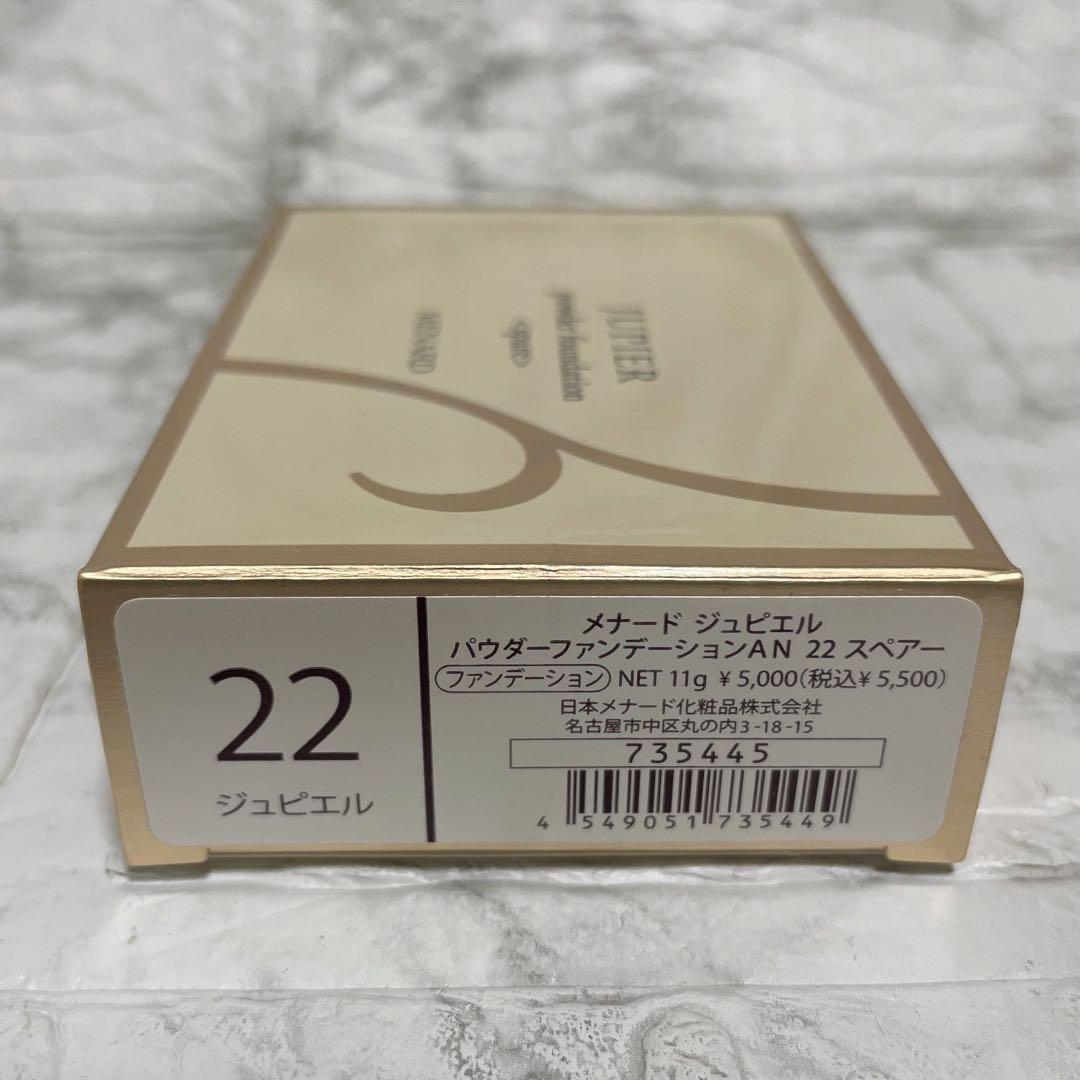 JUPIER
powder foundation
<spare>
MENARD
22
ジュピエル
メナード ジュピエル
パウダーファンデーションAN 22 スペアー
ファンデーション NET 11g ¥5,000(税込¥5,500)
日本メナード化粧品株式会社
名古屋市中区丸の内3-18-15
735445
4 549051 735449